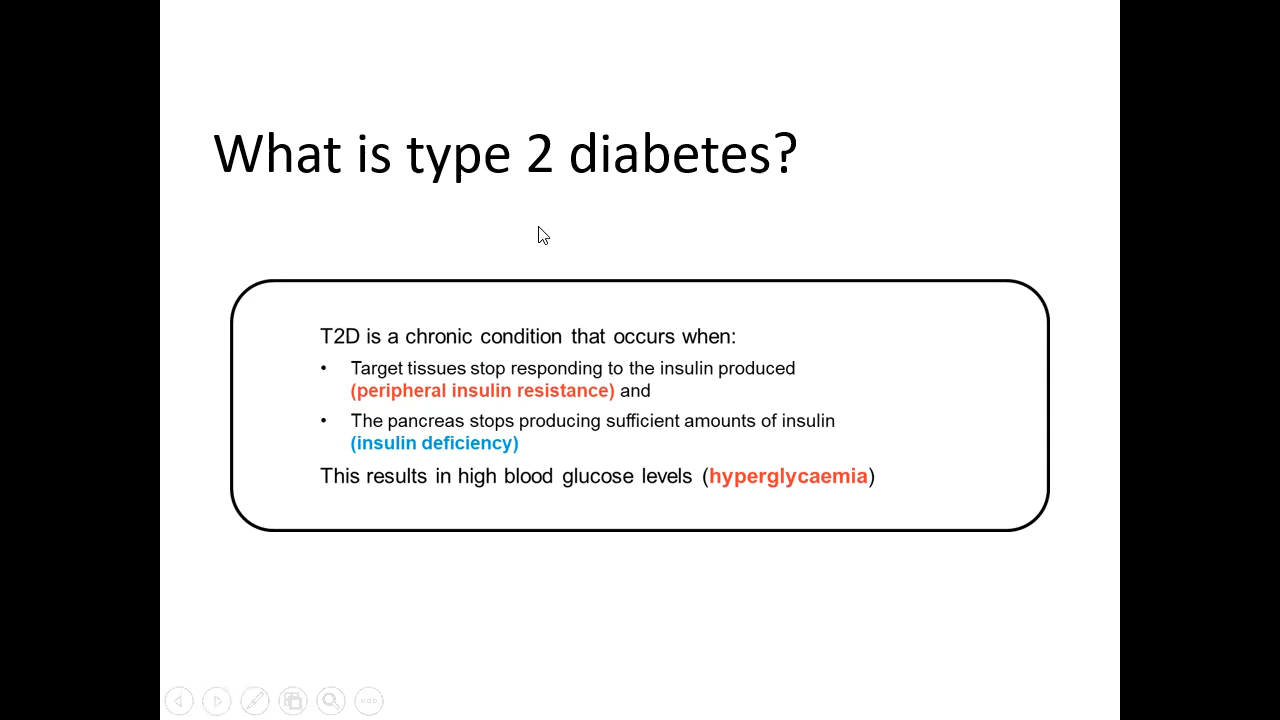 What is type 2 diabetes?
T2D is a chronic condition that occurs when:
• Target tissues stop responding to the insulin produced
(peripheral insulin resistance) and
• The pancreas stops producing sufficient amounts of insulin
(insulin deficiency)
This results in high blood glucose levels (hyperglycaemia)